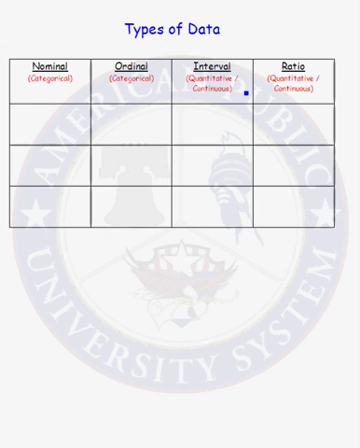 Types of Data
Nominal
(Categorical)
Ordinal
(Categorical)
Interval
(Quantitative /
Continuous)
Ratio
(Quantitative /
Continuous)
AMERICAN PUBLIC
UNIVERSITY SYSTEM